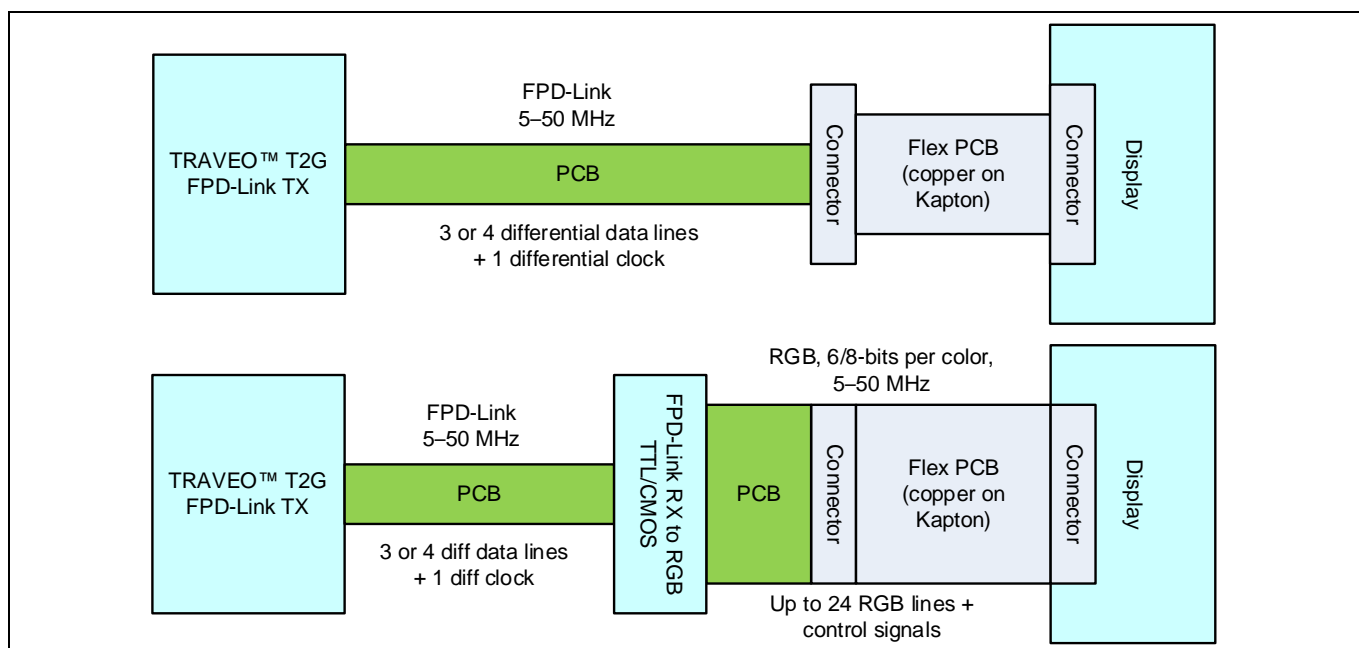 TRAVEO™ T2G
FPD-Link TX
FPD-Link
5–50 MHz
PCB
3 or 4 differential data lines
+ 1 differential clock
Connector
Flex PCB
(copper on
Kapton)
Connector
Display
TRAVEO™ T2G
FPD-Link TX
FPD-Link
5–50 MHz
PCB
3 or 4 diff data lines
+ 1 diff clock
FPD-Link RX to RGB
TTL/CMOS
RGB, 6/8-bits per color,
5–50 MHz
PCB
Connector
Flex PCB
(copper on
Kapton)
Connector
Up to 24 RGB lines +
control signals
Display